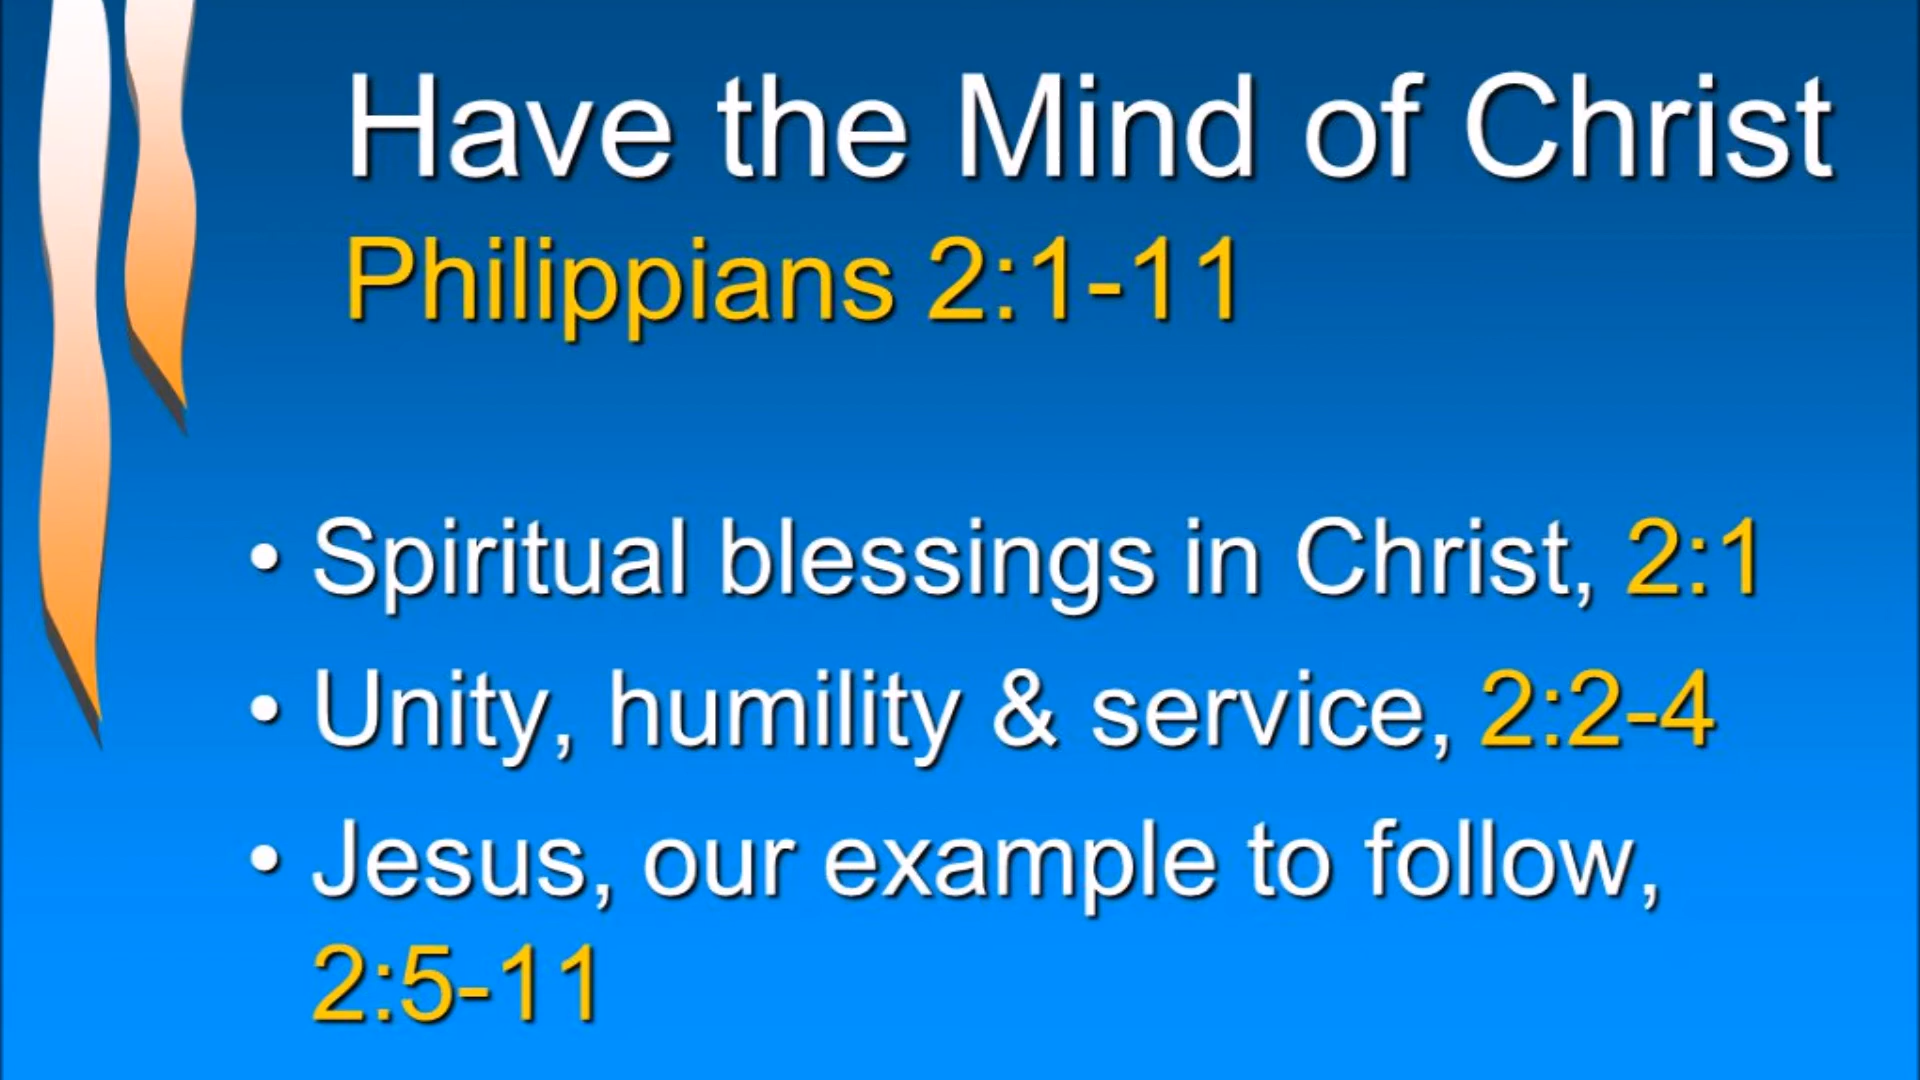 Have the Mind of Christ
Philippians 2:1-11
• Spiritual blessings in Christ, 2:1
• Unity, humility & service, 2:2-4
• Jesus, our example to follow,
2:5-11